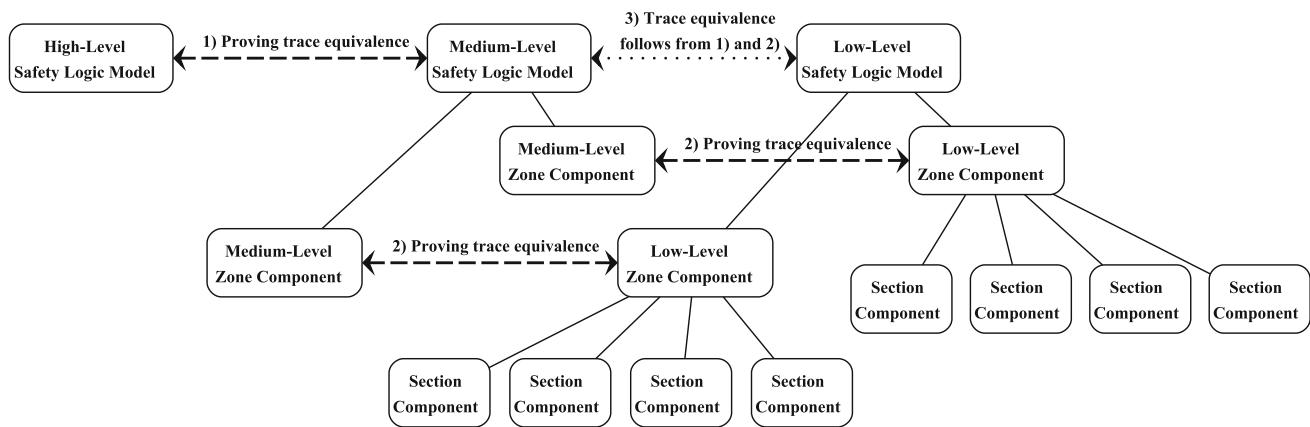 High-Level
Safety Logic Model
1) Proving trace equivalence
Medium-Level
Safety Logic Model
3) Trace equivalence
follows from 1) and 2)
Low-Level
Safety Logic Model
Medium-Level
Zone Component
2) Proving trace equivalence
Low-Level
Zone Component
Medium-Level
Zone Component
2) Proving trace equivalence
Low-Level
Zone Component
Section
Component
Section
Component
Section
Component
Section
Component
Section
Component
Section
Component
Section
Component
Section
Component